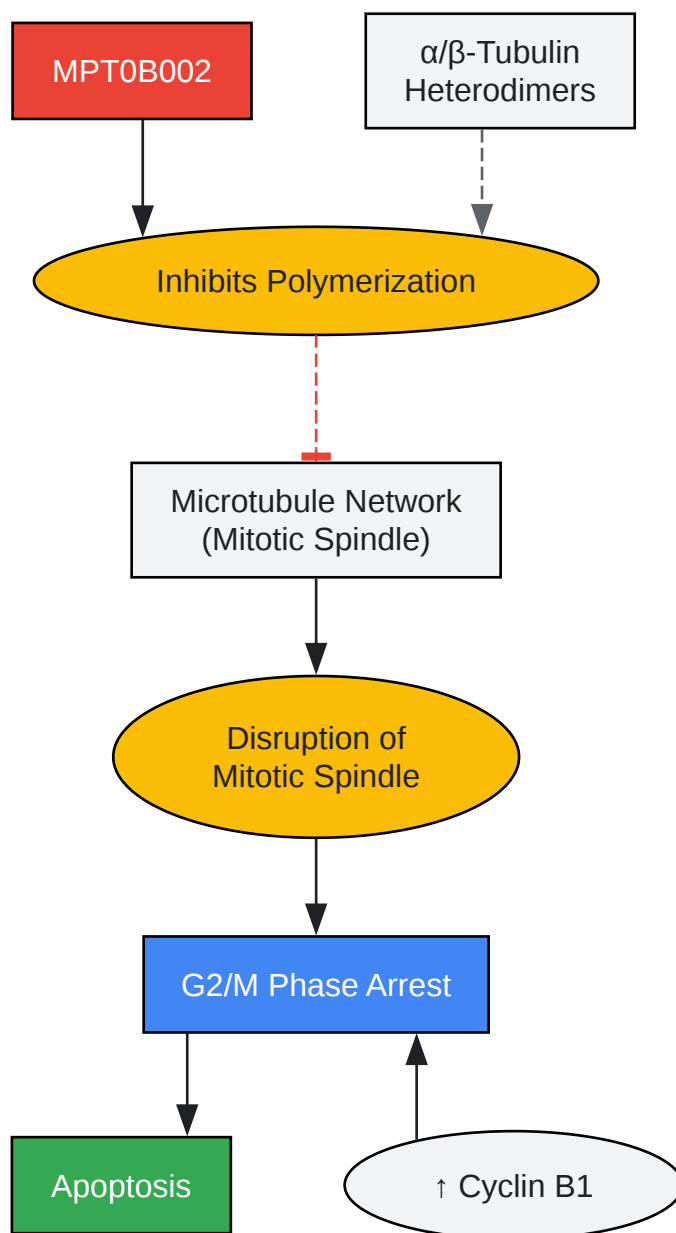 MPT0B002
α/β-Tubulin
Heterodimers
Inhibits Polymerization
Microtubule Network
(Mitotic Spindle)
Disruption of
Mitotic Spindle
G2/M Phase Arrest
Apoptosis
↑ Cyclin B1